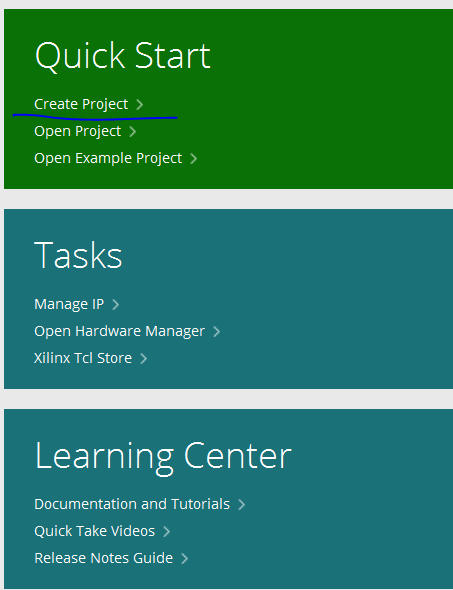 Quick Start
Create Project
Open Project
Open Example Project
Tasks
Manage IP
Open Hardware Manager
Xilinx Tcl Store
Learning Center
Documentation and Tutorials
Quick Take Videos
Release Notes Guide